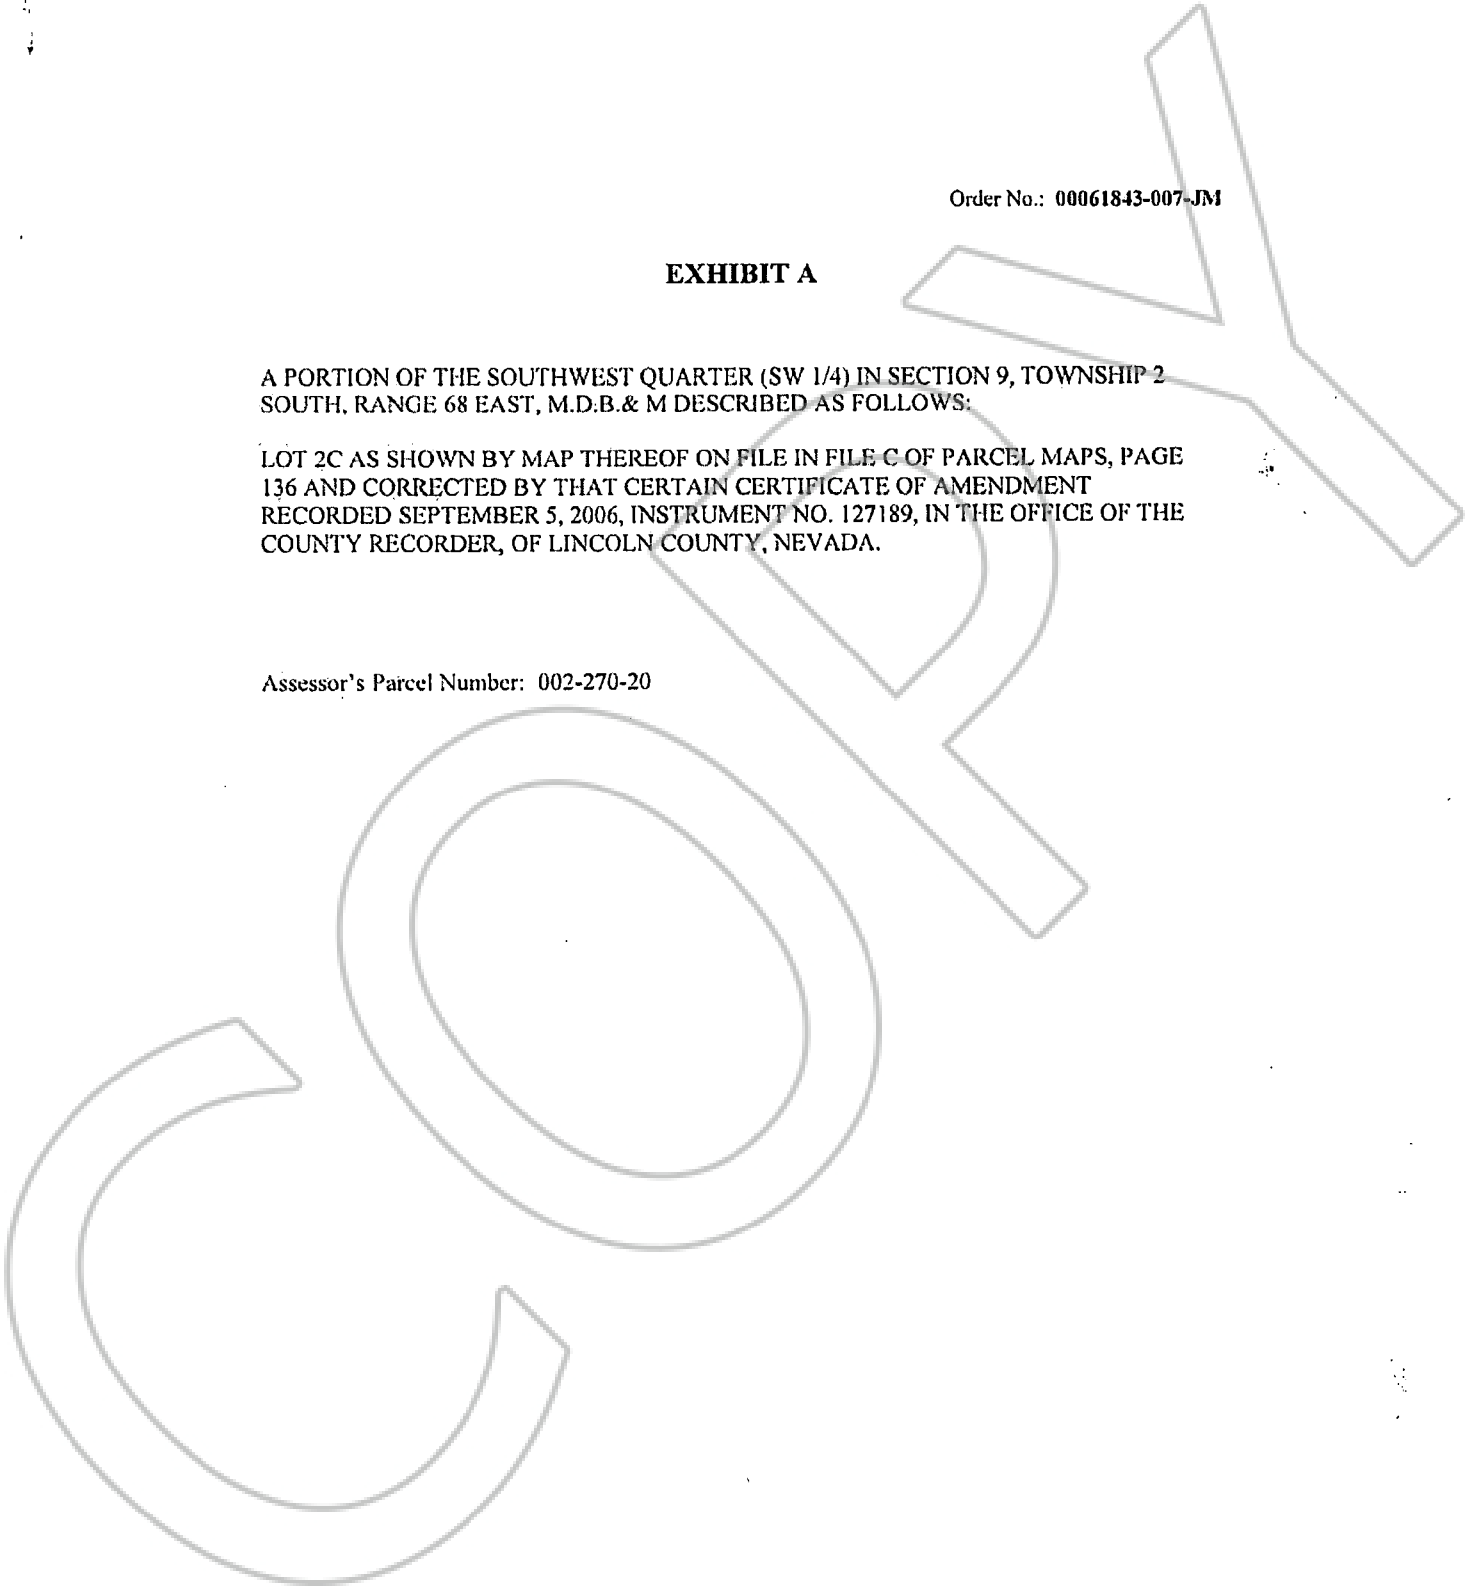 Order No.: 00061843-007-JM
EXHIBIT A
A PORTION OF THE SOUTHWEST QUARTER (SW 1/4) IN SECTION 9, TOWNSHIP 2
SOUTH, RANGE 68 EAST, M.D.B.& M DESCRIBED AS FOLLOWS:
LOT 2C AS SHOWN BY MAP THEREOF ON FILE IN FILE C OF PARCEL MAPS, PAGE
136 AND CORRECTED BY THAT CERTAIN CERTIFICATE OF AMENDMENT
RECORDED SEPTEMBER 5, 2006, INSTRUMENT NO. 127189, IN THE OFFICE OF THE
COUNTY RECORDER, OF LINCOLN COUNTY, NEVADA.
Assessor's Parcel Number: 002-270-20
COPY